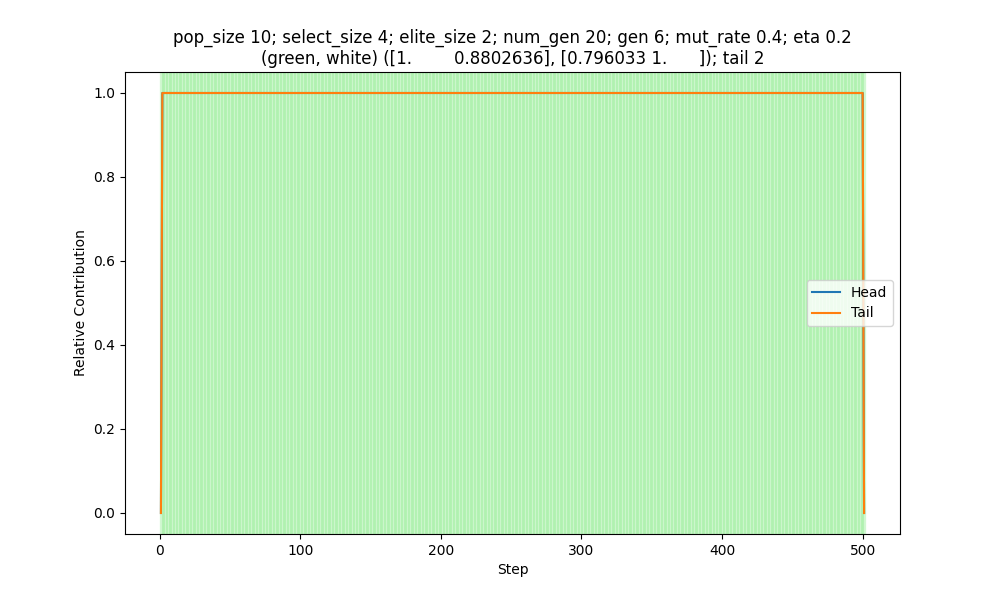 pop_size 10; select_size 4; elite_size 2; num_gen 20; gen 6; mut_rate 0.4; eta 0.2
(green, white) ([1.        0.8802636], [0.796033 1.      ]); tail 2
1.0
0.8
0.6
0.4
0.2
0.0
Relative Contribution
Head
Tail
0
100
200
300
400
500
Step